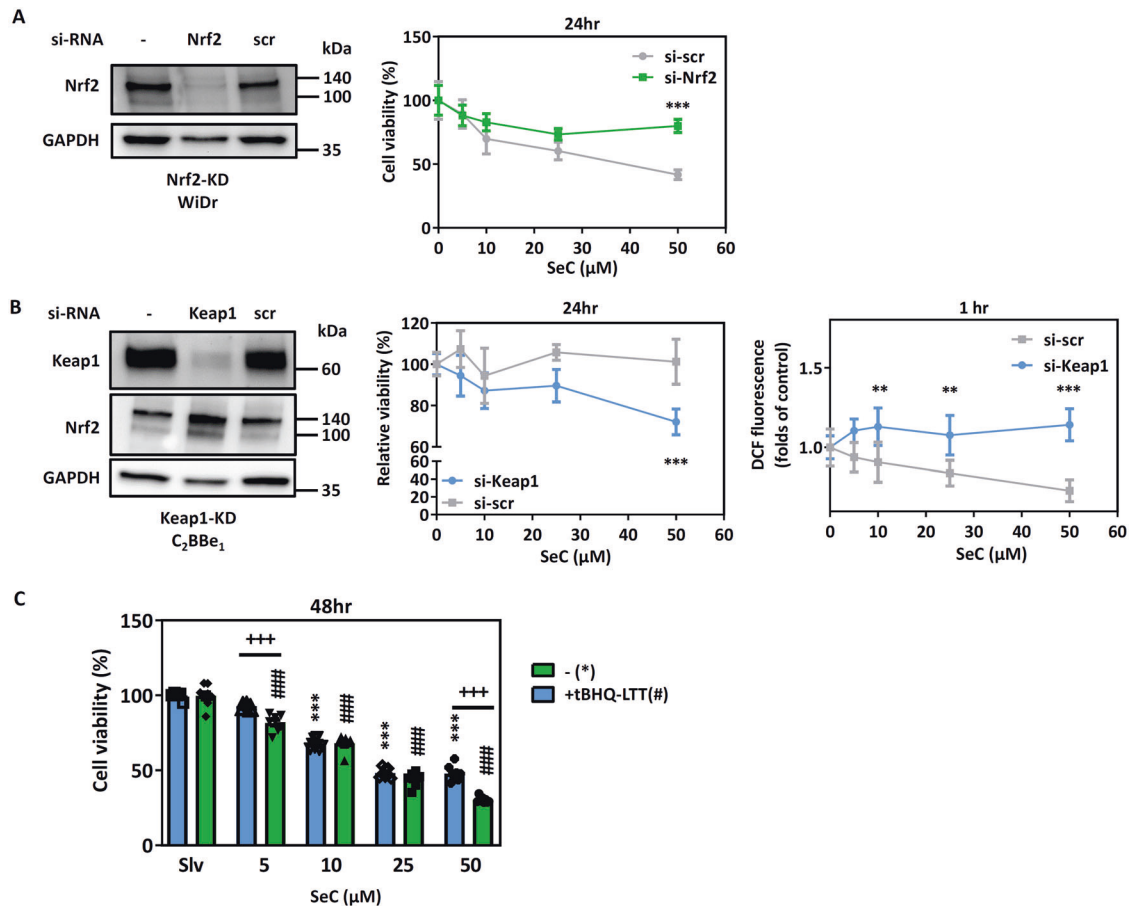 A
si-RNA - Nrf2 scr
kDa
Nrf2
140
100
GAPDH
35
Nrf2-KD
WiDr
24hr
si-scr
si-Nrf2
***
Cell viability (%)
150
100
50
0
0 10 20 30 40 50 60
SeC (µM)
B
si-RNA - Keap1 scr
kDa
Keap1
60
Nrf2
140
100
GAPDH
35
Keap1-KD
C₂BBe₁
24hr
Relative viability (%)
120
100
80
60
40
20
0
***
si-Keap1
si-scr
0 10 20 30 40 50 60
SeC (µM)
1 hr
si-scr
si-Keap1
DCF fluorescence
(folds of control)
1.5
1.0
** ** ***
0 10 20 30 40 50 60
SeC (µM)
C
48hr
Cell viability (%)
150
100
50
0
+++ +++
### *** ### *** ### *** ###
Slv 5 10 25 50
SeC (µM)
- (*)
+tBHQ-LTT(#)